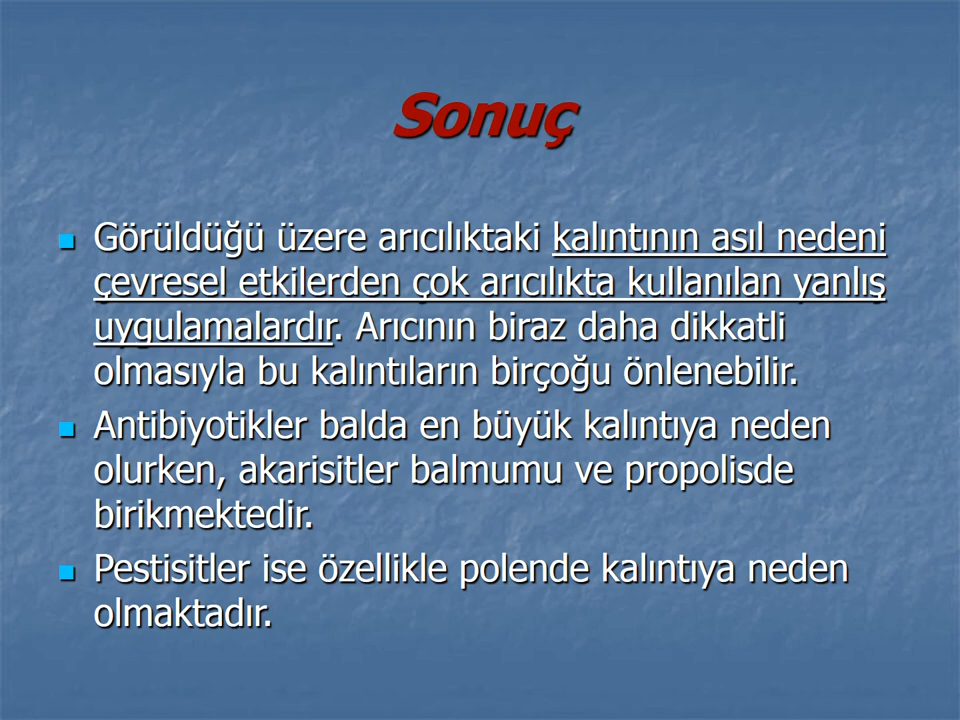 Sonuç
Görüldüğü üzere arıcılıktaki kalıntının asıl nedeni
çevresel etkilerden çok arıcılıkta kullanılan yanlış
uygulamalardır. Arıcının biraz daha dikkatli
olmasıyla bu kalıntıların birçoğu önlenebilir.
Antibiyotikler balda en büyük kalıntıya neden
olurken, akarisitler balmumu ve propolisde
birikmektedir.
Pestisitler ise özellikle polende kalıntıya neden
olmaktadır.